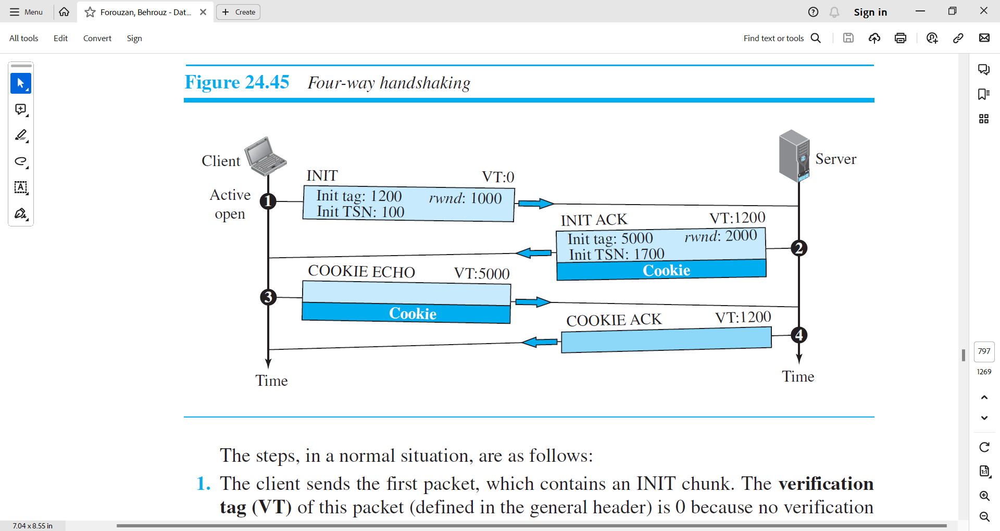 Menu
Forouzan, Behrouz - Dat...
Create
Sign in
All tools
Edit
Convert
Sign
Find text or tools
Figure 24.45 Four-way handshaking
Client
Server
INIT VT:0
Active
open
1
Init tag: 1200 rwnd: 1000
Init TSN: 100
INIT ACK VT:1200
Init tag: 5000 rwnd: 2000
Init TSN: 1700
Cookie
2
COOKIE ECHO VT:5000
3
Cookie
COOKIE ACK VT:1200
4
Time
Time
The steps, in a normal situation, are as follows:
1. The client sends the first packet, which contains an INIT chunk. The verification
tag (VT) of this packet (defined in the general header) is 0 because no verification
797
1269
7.04 x 8.55 in